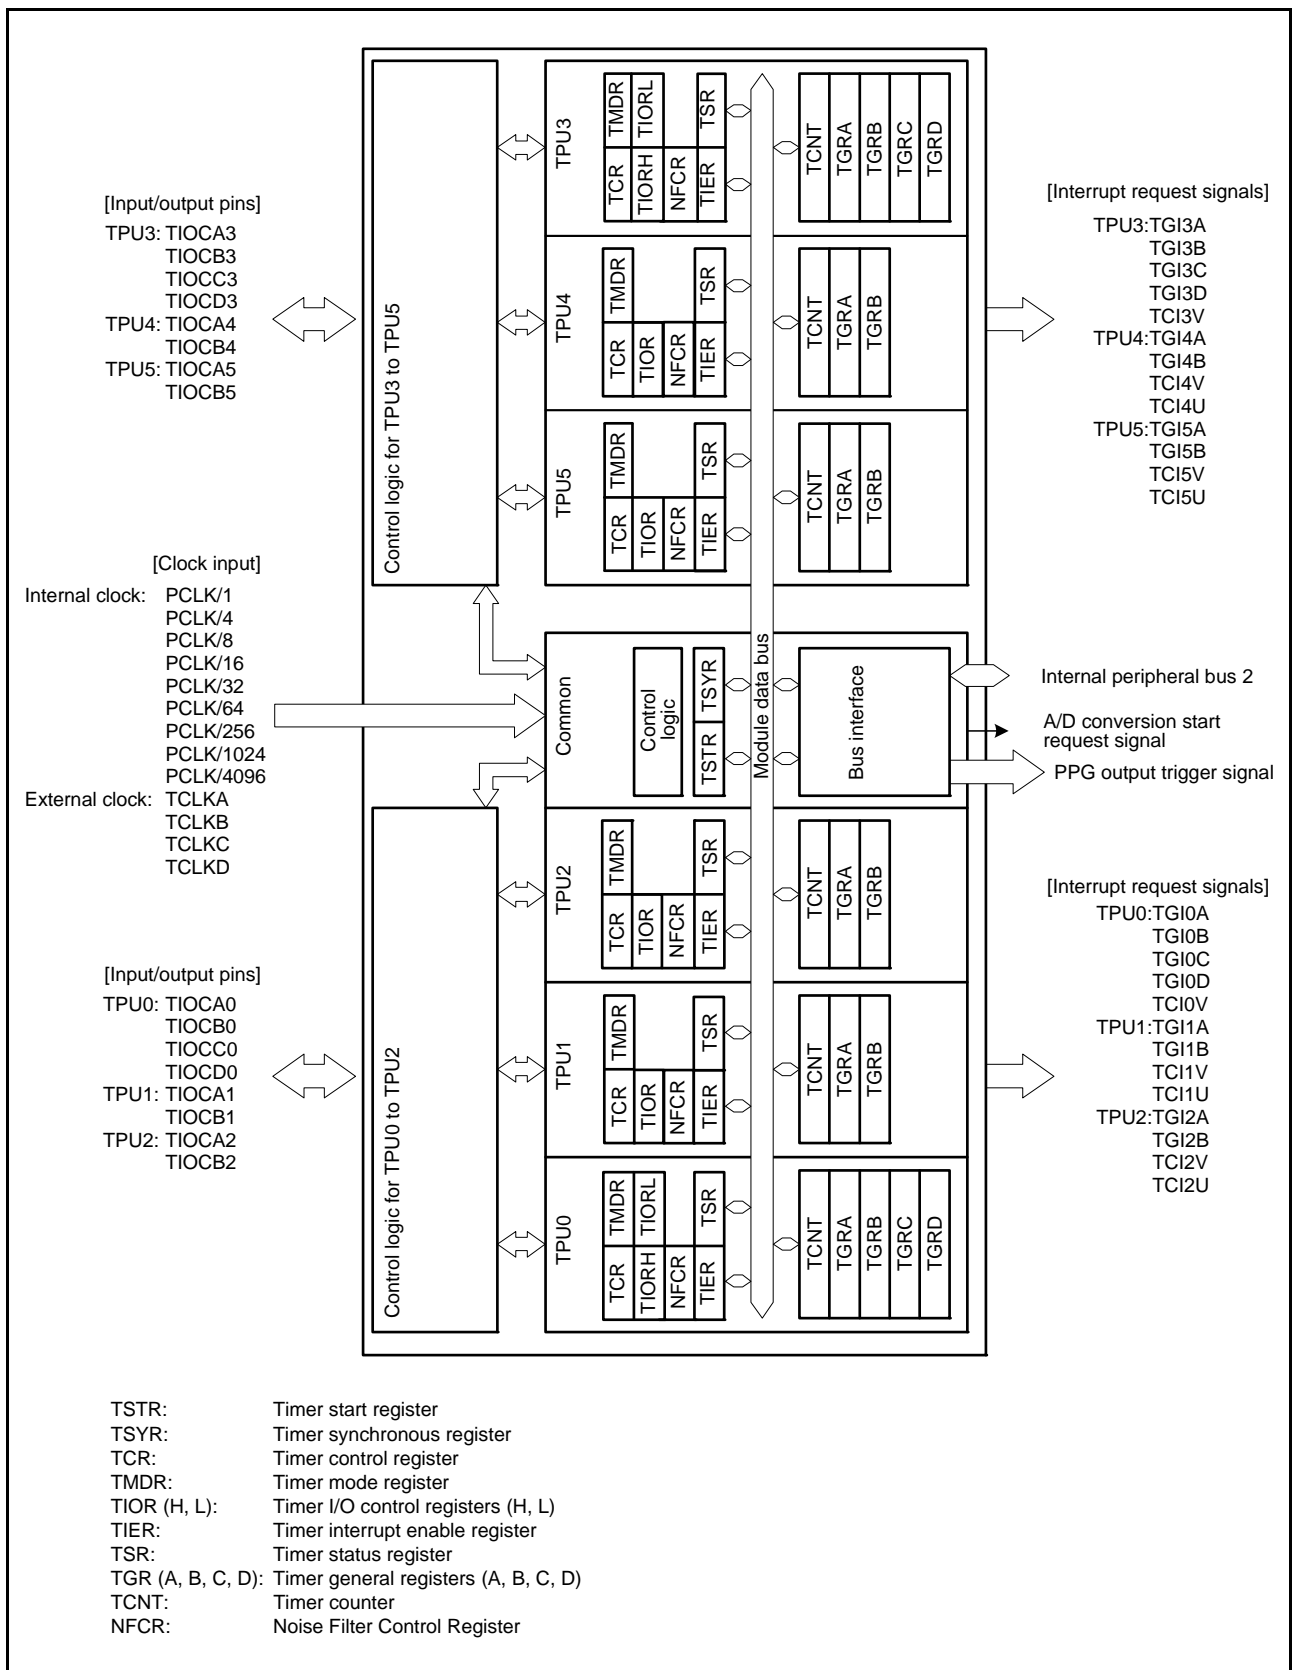 [Input/output pins]
TPU3: TIOCA3
TIOCB3
TIOCC3
TIOCD3
TPU4: TIOCA4
TIOCB4
TPU5: TIOCA5
TIOCB5
[Clock input]
Internal clock: PCLK/1
PCLK/4
PCLK/8
PCLK/16
PCLK/32
PCLK/64
PCLK/256
PCLK/1024
PCLK/4096
External clock: TCLKA
TCLKB
TCLKC
TCLKD
[Input/output pins]
TPU0: TIOCA0
TIOCB0
TIOCC0
TIOCD0
TPU1: TIOCA1
TIOCB1
TPU2: TIOCA2
TIOCB2
Control logic for TPU3 to TPU5
Control logic for TPU0 to TPU2
TPU3
TMDR
TIORL
TSR
TCR
TIORH
NFCR
TIER
TCNT
TGRA
TGRB
TGRC
TGRD
TPU4
TMDR
TSR
TCR
TIOR
NFCR
TIER
TCNT
TGRA
TGRB
TPU5
TMDR
TSR
TCR
TIOR
NFCR
TIER
TCNT
TGRA
TGRB
Common
Control
logic
TSYR
TSTR
Module data bus
Bus interface
TPU2
TMDR
TSR
TCR
TIOR
NFCR
TIER
TCNT
TGRA
TGRB
TPU1
TMDR
TSR
TCR
TIOR
NFCR
TIER
TCNT
TGRA
TGRB
TPU0
TMDR
TIORL
TSR
TCR
TIORH
NFCR
TIER
TCNT
TGRA
TGRB
TGRC
TGRD
[Interrupt request signals]
TPU3:TGI3A
TGI3B
TGI3C
TGI3D
TCI3V
TPU4:TGI4A
TGI4B
TCI4V
TCI4U
TPU5:TGI5A
TGI5B
TCI5V
TCI5U
Internal peripheral bus 2
A/D conversion start
request signal
PPG output trigger signal
[Interrupt request signals]
TPU0:TGI0A
TGI0B
TGI0C
TGI0D
TCI0V
TPU1:TGI1A
TGI1B
TCI1V
TCI1U
TPU2:TGI2A
TGI2B
TCI2V
TCI2U
TSTR: Timer start register
TSYR: Timer synchronous register
TCR: Timer control register
TMDR: Timer mode register
TIOR (H, L): Timer I/O control registers (H, L)
TIER: Timer interrupt enable register
TSR: Timer status register
TGR (A, B, C, D): Timer general registers (A, B, C, D)
TCNT: Timer counter
NFCR: Noise Filter Control Register